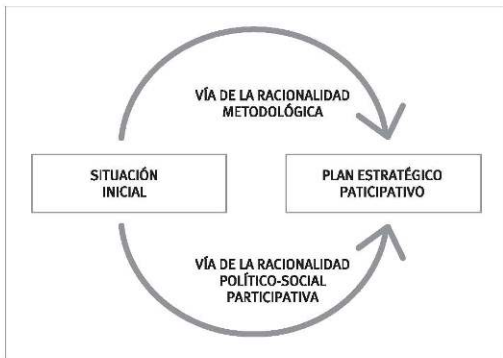 VÍA DE LA RACIONALIDAD
METODOLÓGICA
SITUACIÓN
INICIAL
PLAN ESTRATÉGICO
PATICIPATIVO
VÍA DE LA RACIONALIDAD
POLÍTICO-SOCIAL
PARTICIPATIVA